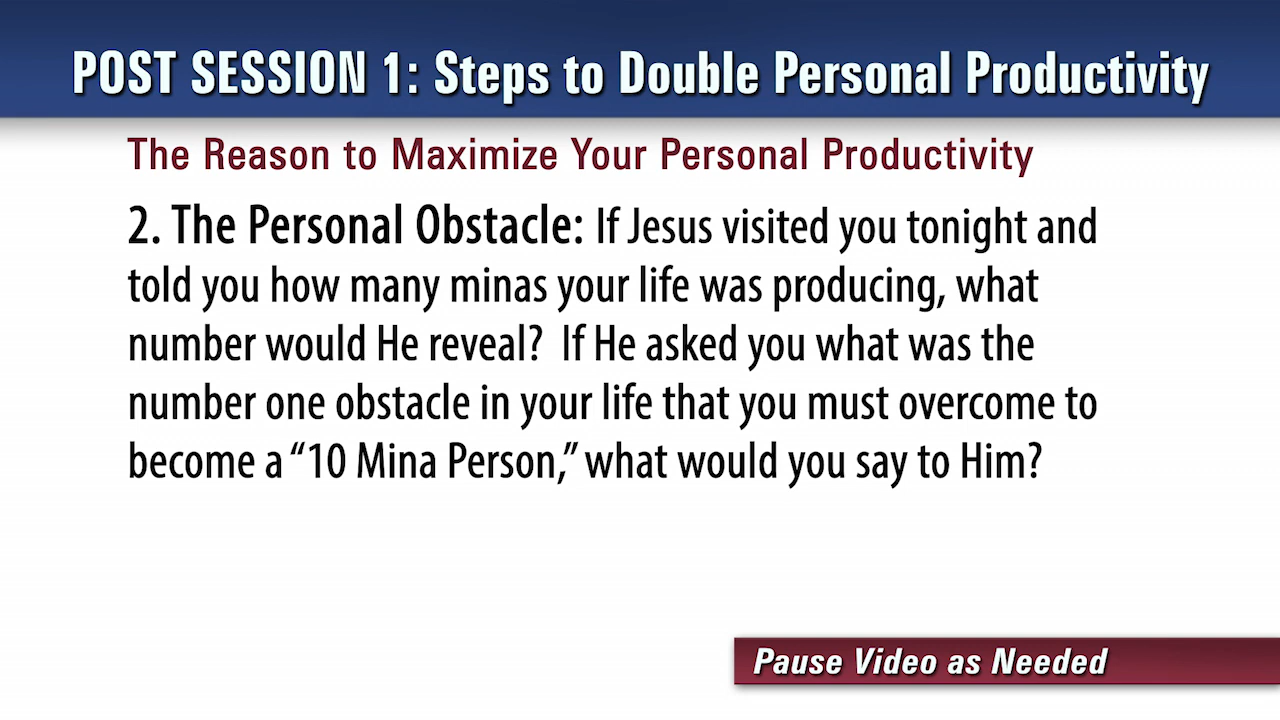 POST SESSION 1: Steps to Double Personal Productivity
The Reason to Maximize Your Personal Productivity
2. The Personal Obstacle: If Jesus visited you tonight and
told you how many minas your life was producing, what
number would He reveal?  If He asked you what was the
number one obstacle in your life that you must overcome to
become a “10 Mina Person,” what would you say to Him?
Pause Video as Needed